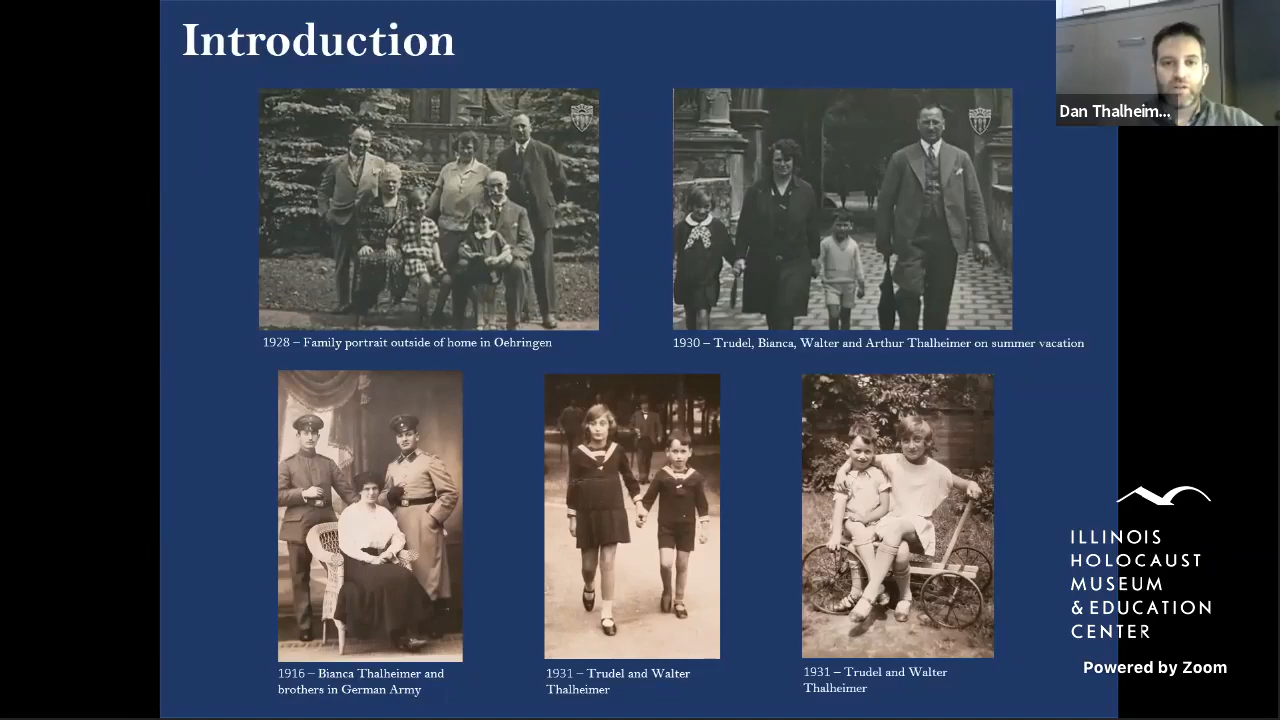 Introduction
Dan Thalheim...
1928 – Family portrait outside of home in Oehringen
1930 – Trudel, Bianca, Walter and Arthur Thalheimer on summer vacation
1916 – Bianca Thalheimer and
brothers in German Army
1931 – Trudel and Walter
Thalheimer
1931 – Trudel and Walter
Thalheimer
ILLINOIS
HOLOCAUST
MUSEUM
& EDUCATION
CENTER
Powered by Zoom